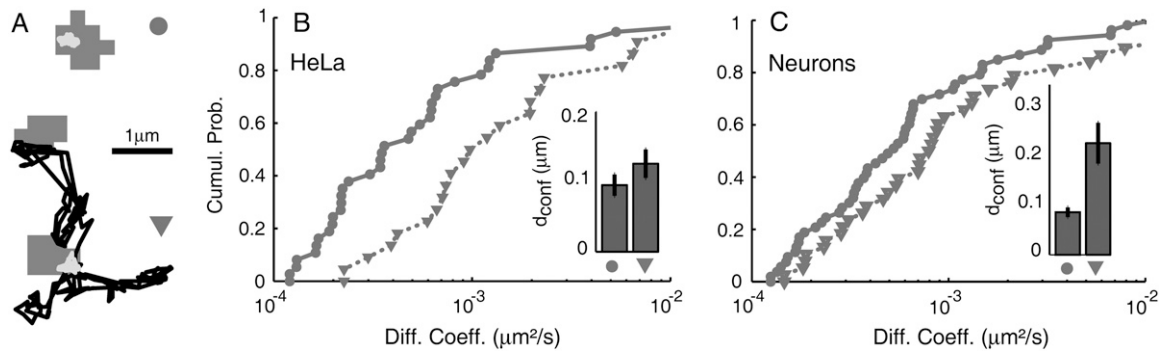 A
1μm
B
HeLa
Cumul. Prob.
1
0.8
0.6
0.4
0.2
0
10⁻⁴
10⁻³
10⁻²
Diff. Coeff. (μm²/s)
0.2
0.1
0
d_conf (μm)
C
Neurons
1
0.8
0.6
0.4
0.2
0
10⁻⁴
10⁻³
10⁻²
Diff. Coeff. (μm²/s)
0.3
0.2
0.1
0
d_conf (μm)